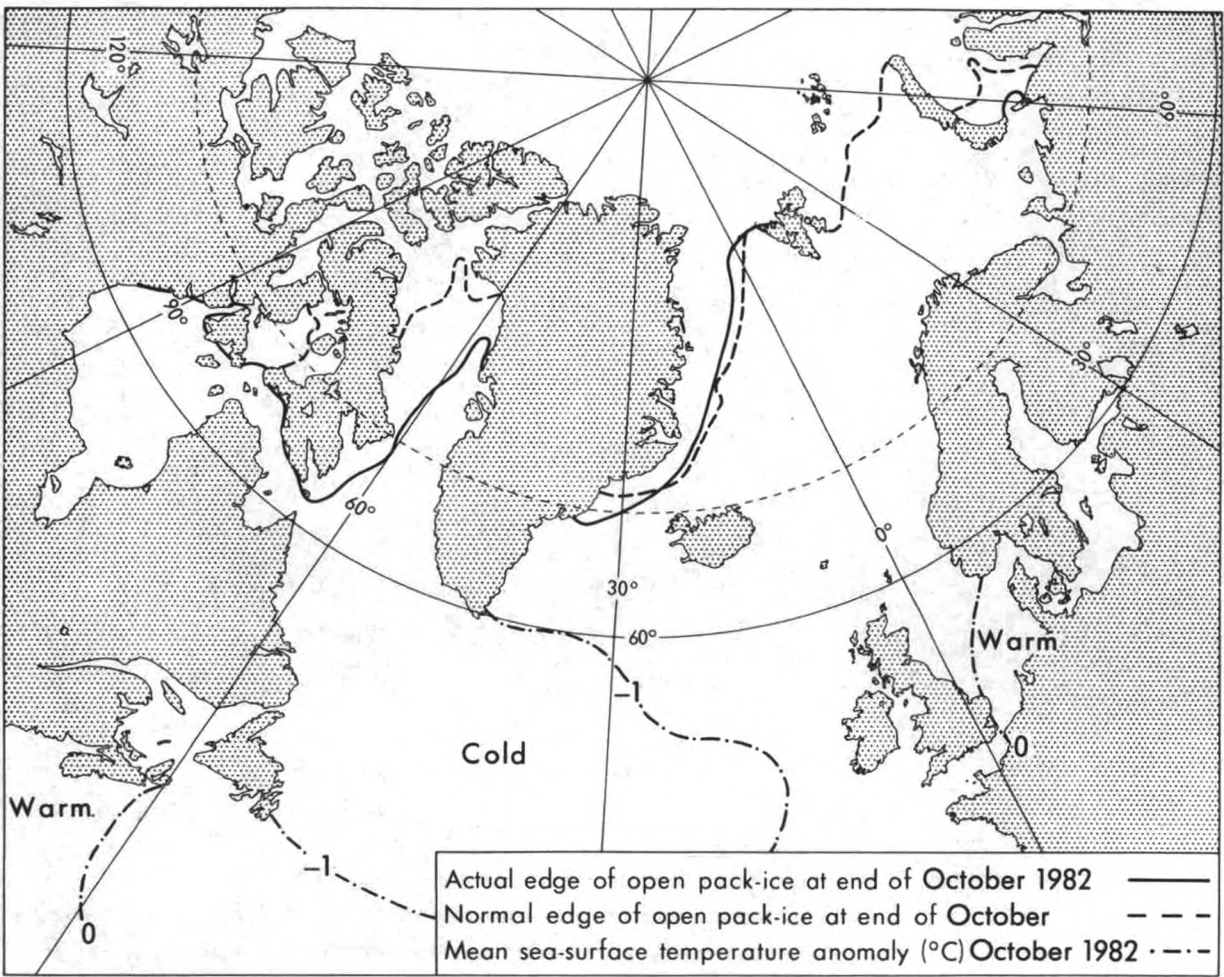 120°
60°
90°
30°
60°
0°
30°
60°
Warm
-1
0
Cold
Warm.
-1
0
Actual edge of open pack-ice at end of October 1982
Normal edge of open pack-ice at end of October
Mean sea-surface temperature anomaly (°C) October 1982